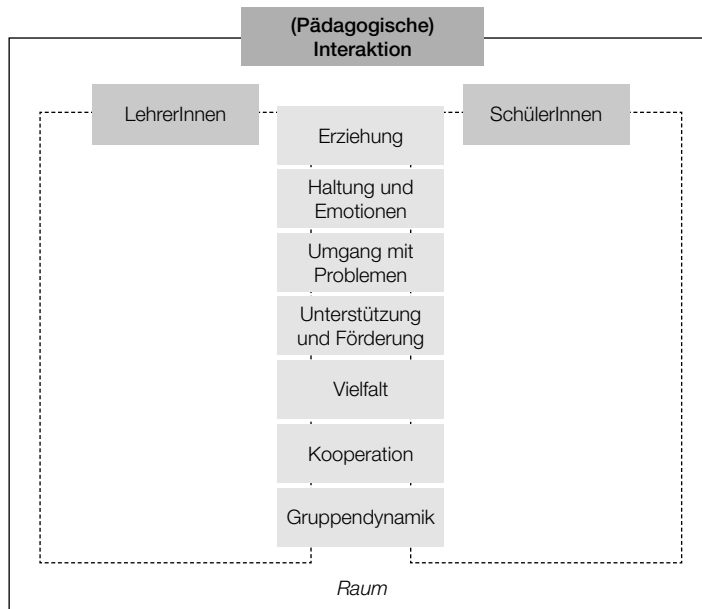 (Pädagogische)
Interaktion
LehrerInnen
SchülerInnen
Erziehung
Haltung und
Emotionen
Umgang mit
Problemen
Unterstützung
und Förderung
Vielfalt
Kooperation
Gruppendynamik
Raum